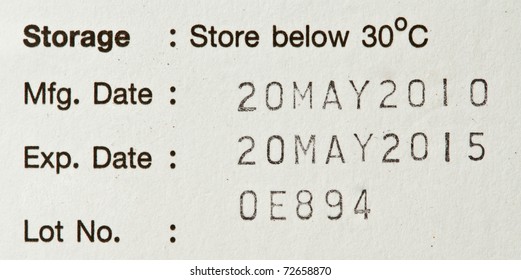 Storage : Store below 30°C
Mfg. Date : 20MAY2010
Exp. Date : 20MAY2015
Lot No. : 0E894
shutterstock.com · 72658870